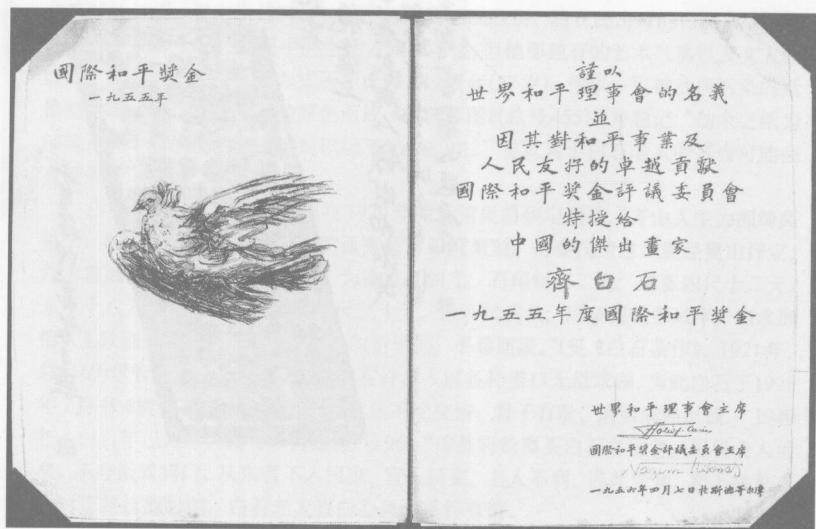 國際和平獎金
一九五五年
謹以
世界和平理事會的名義
並
因其對和平事業及
人民友好的卓越貢獻
國際和平奖金評議委員會
特授給
中國的傑出畫家
齊白石
一九五五年度國際和平獎金
世界和平理事會主席
國際和平奖金評議委員會主席
一九五六年四月七日於斯德哥尔摩